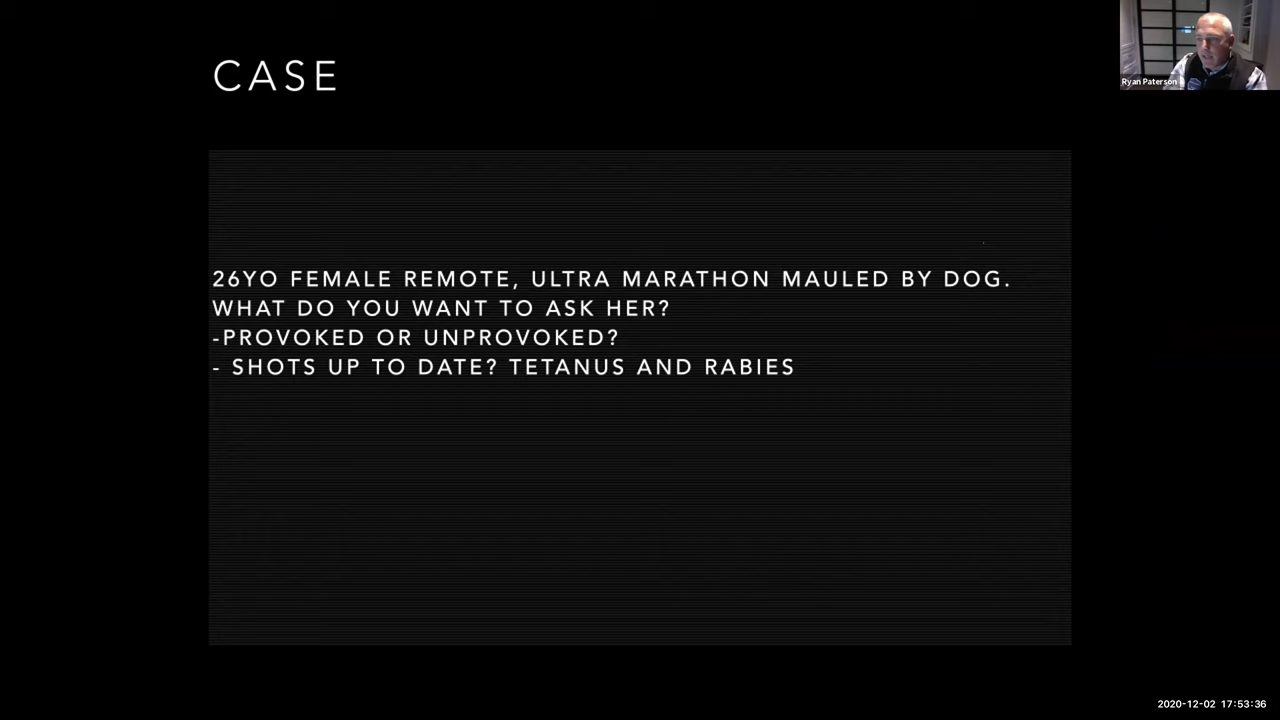 CASE
Ryan Paterson
26YO FEMALE REMOTE, ULTRA MARATHON MAULED BY DOG.
WHAT DO YOU WANT TO ASK HER?
-PROVOKED OR UNPROVOKED?
- SHOTS UP TO DATE? TETANUS AND RABIES
2020-12-02 17:53:36